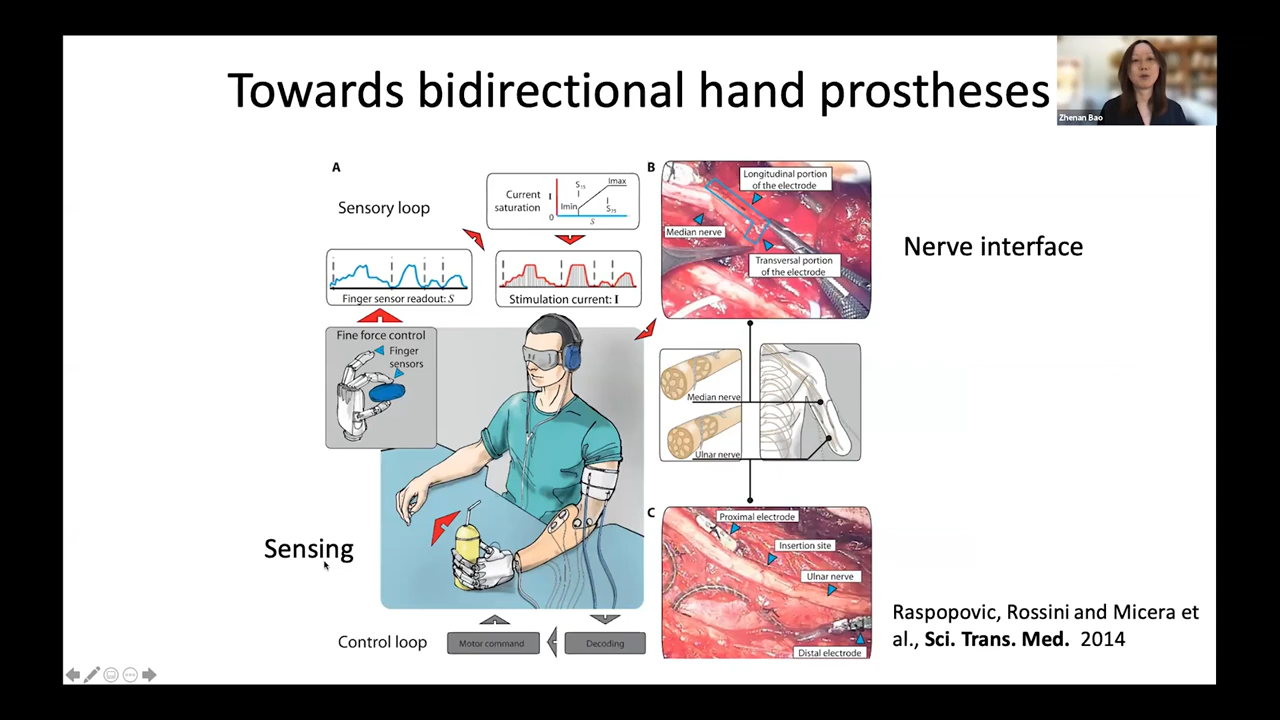 Towards bidirectional hand prostheses
Zhenan Bao
A
Sensory loop
Current
saturation
I
0
Imin
S15
Imax
S75
S
Finger sensor readout: S
Stimulation current: I
Fine force control
Finger
sensors
Sensing
Control loop
Motor command
Decoding
B
Longitudinal portion
of the electrode
Median nerve
Transversal portion
of the electrode
Nerve interface
Median nerve
Ulnar nerve
C
Proximal electrode
Insertion site
Ulnar nerve
Distal electrode
Raspopovic, Rossini and Micera et
al., Sci. Trans. Med. 2014